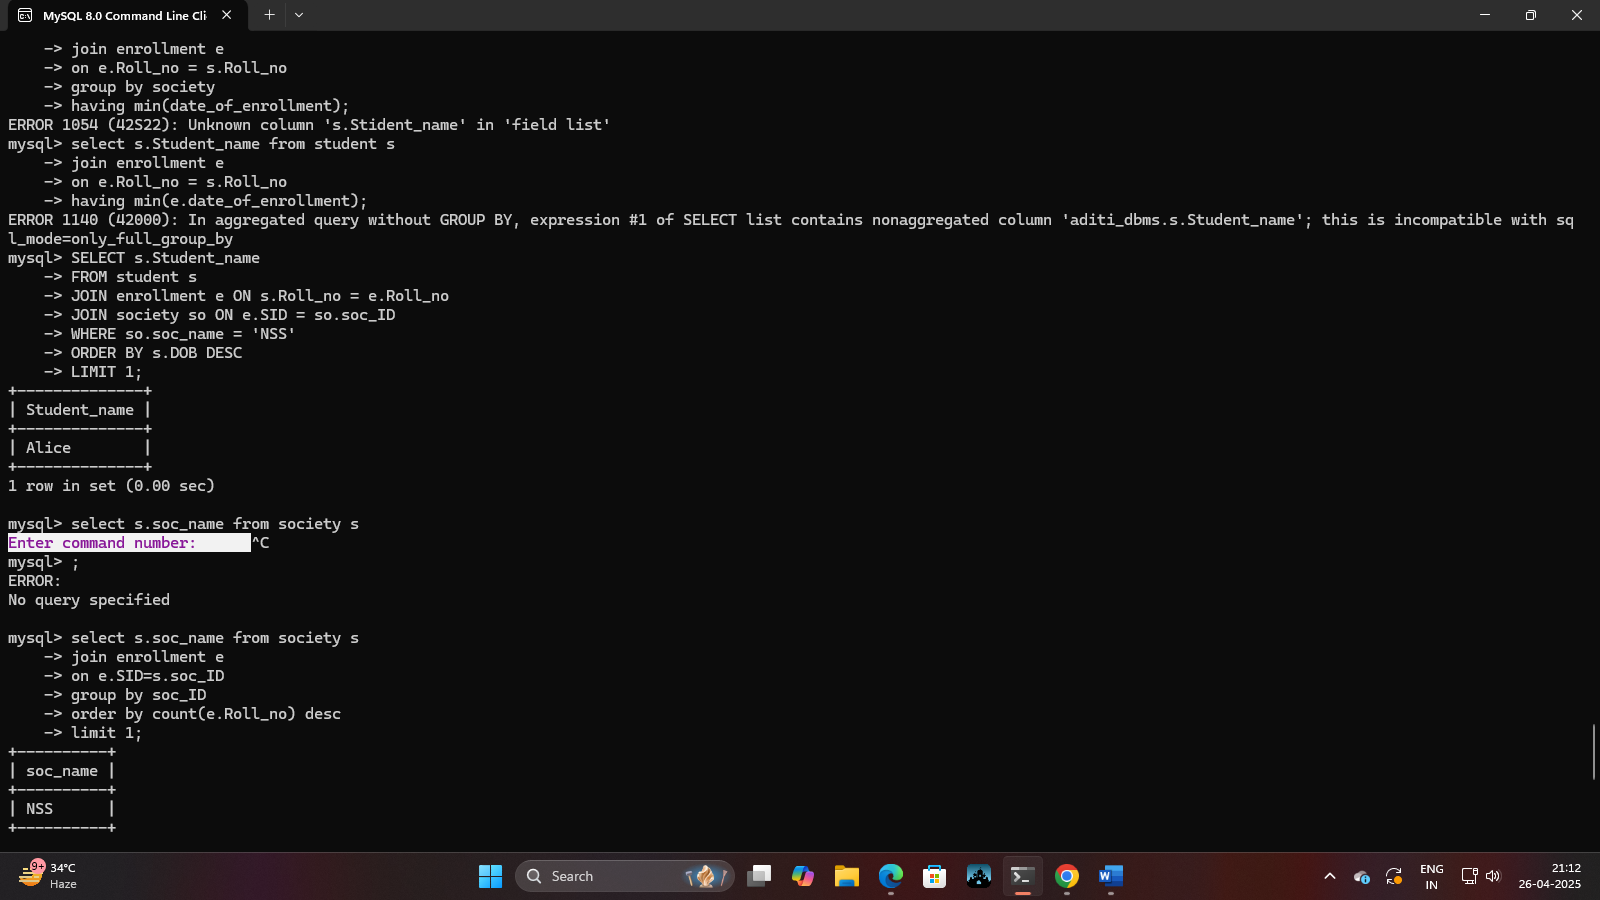 MySQL 8.0 Command Line Cli
    -> join enrollment e
    -> on e.Roll_no = s.Roll_no
    -> group by society
    -> having min(date_of_enrollment);
ERROR 1054 (42S22): Unknown column 's.Stident_name' in 'field list'
mysql> select s.Student_name from student s
    -> join enrollment e
    -> on e.Roll_no = s.Roll_no
    -> having min(e.date_of_enrollment);
ERROR 1140 (42000): In aggregated query without GROUP BY, expression #1 of SELECT list contains nonaggregated column 'aditi_dbms.s.Student_name'; this is incompatible with sq
l_mode=only_full_group_by
mysql> SELECT s.Student_name
    -> FROM student s
    -> JOIN enrollment e ON s.Roll_no = e.Roll_no
    -> JOIN society so ON e.SID = so.soc_ID
    -> WHERE so.soc_name = 'NSS'
    -> ORDER BY s.DOB DESC
    -> LIMIT 1;
+--------------+
| Student_name |
+--------------+
| Alice        |
+--------------+
1 row in set (0.00 sec)
mysql> select s.soc_name from society s
Enter command number:      ^C
mysql> ;
ERROR:
No query specified
mysql> select s.soc_name from society s
    -> join enrollment e
    -> on e.SID=s.soc_ID
    -> group by soc_ID
    -> order by count(e.Roll_no) desc
    -> limit 1;
+----------+
| soc_name |
+----------+
| NSS      |
+----------+
9+
34°C
Haze
Search
ENG
IN
21:12
26-04-2025